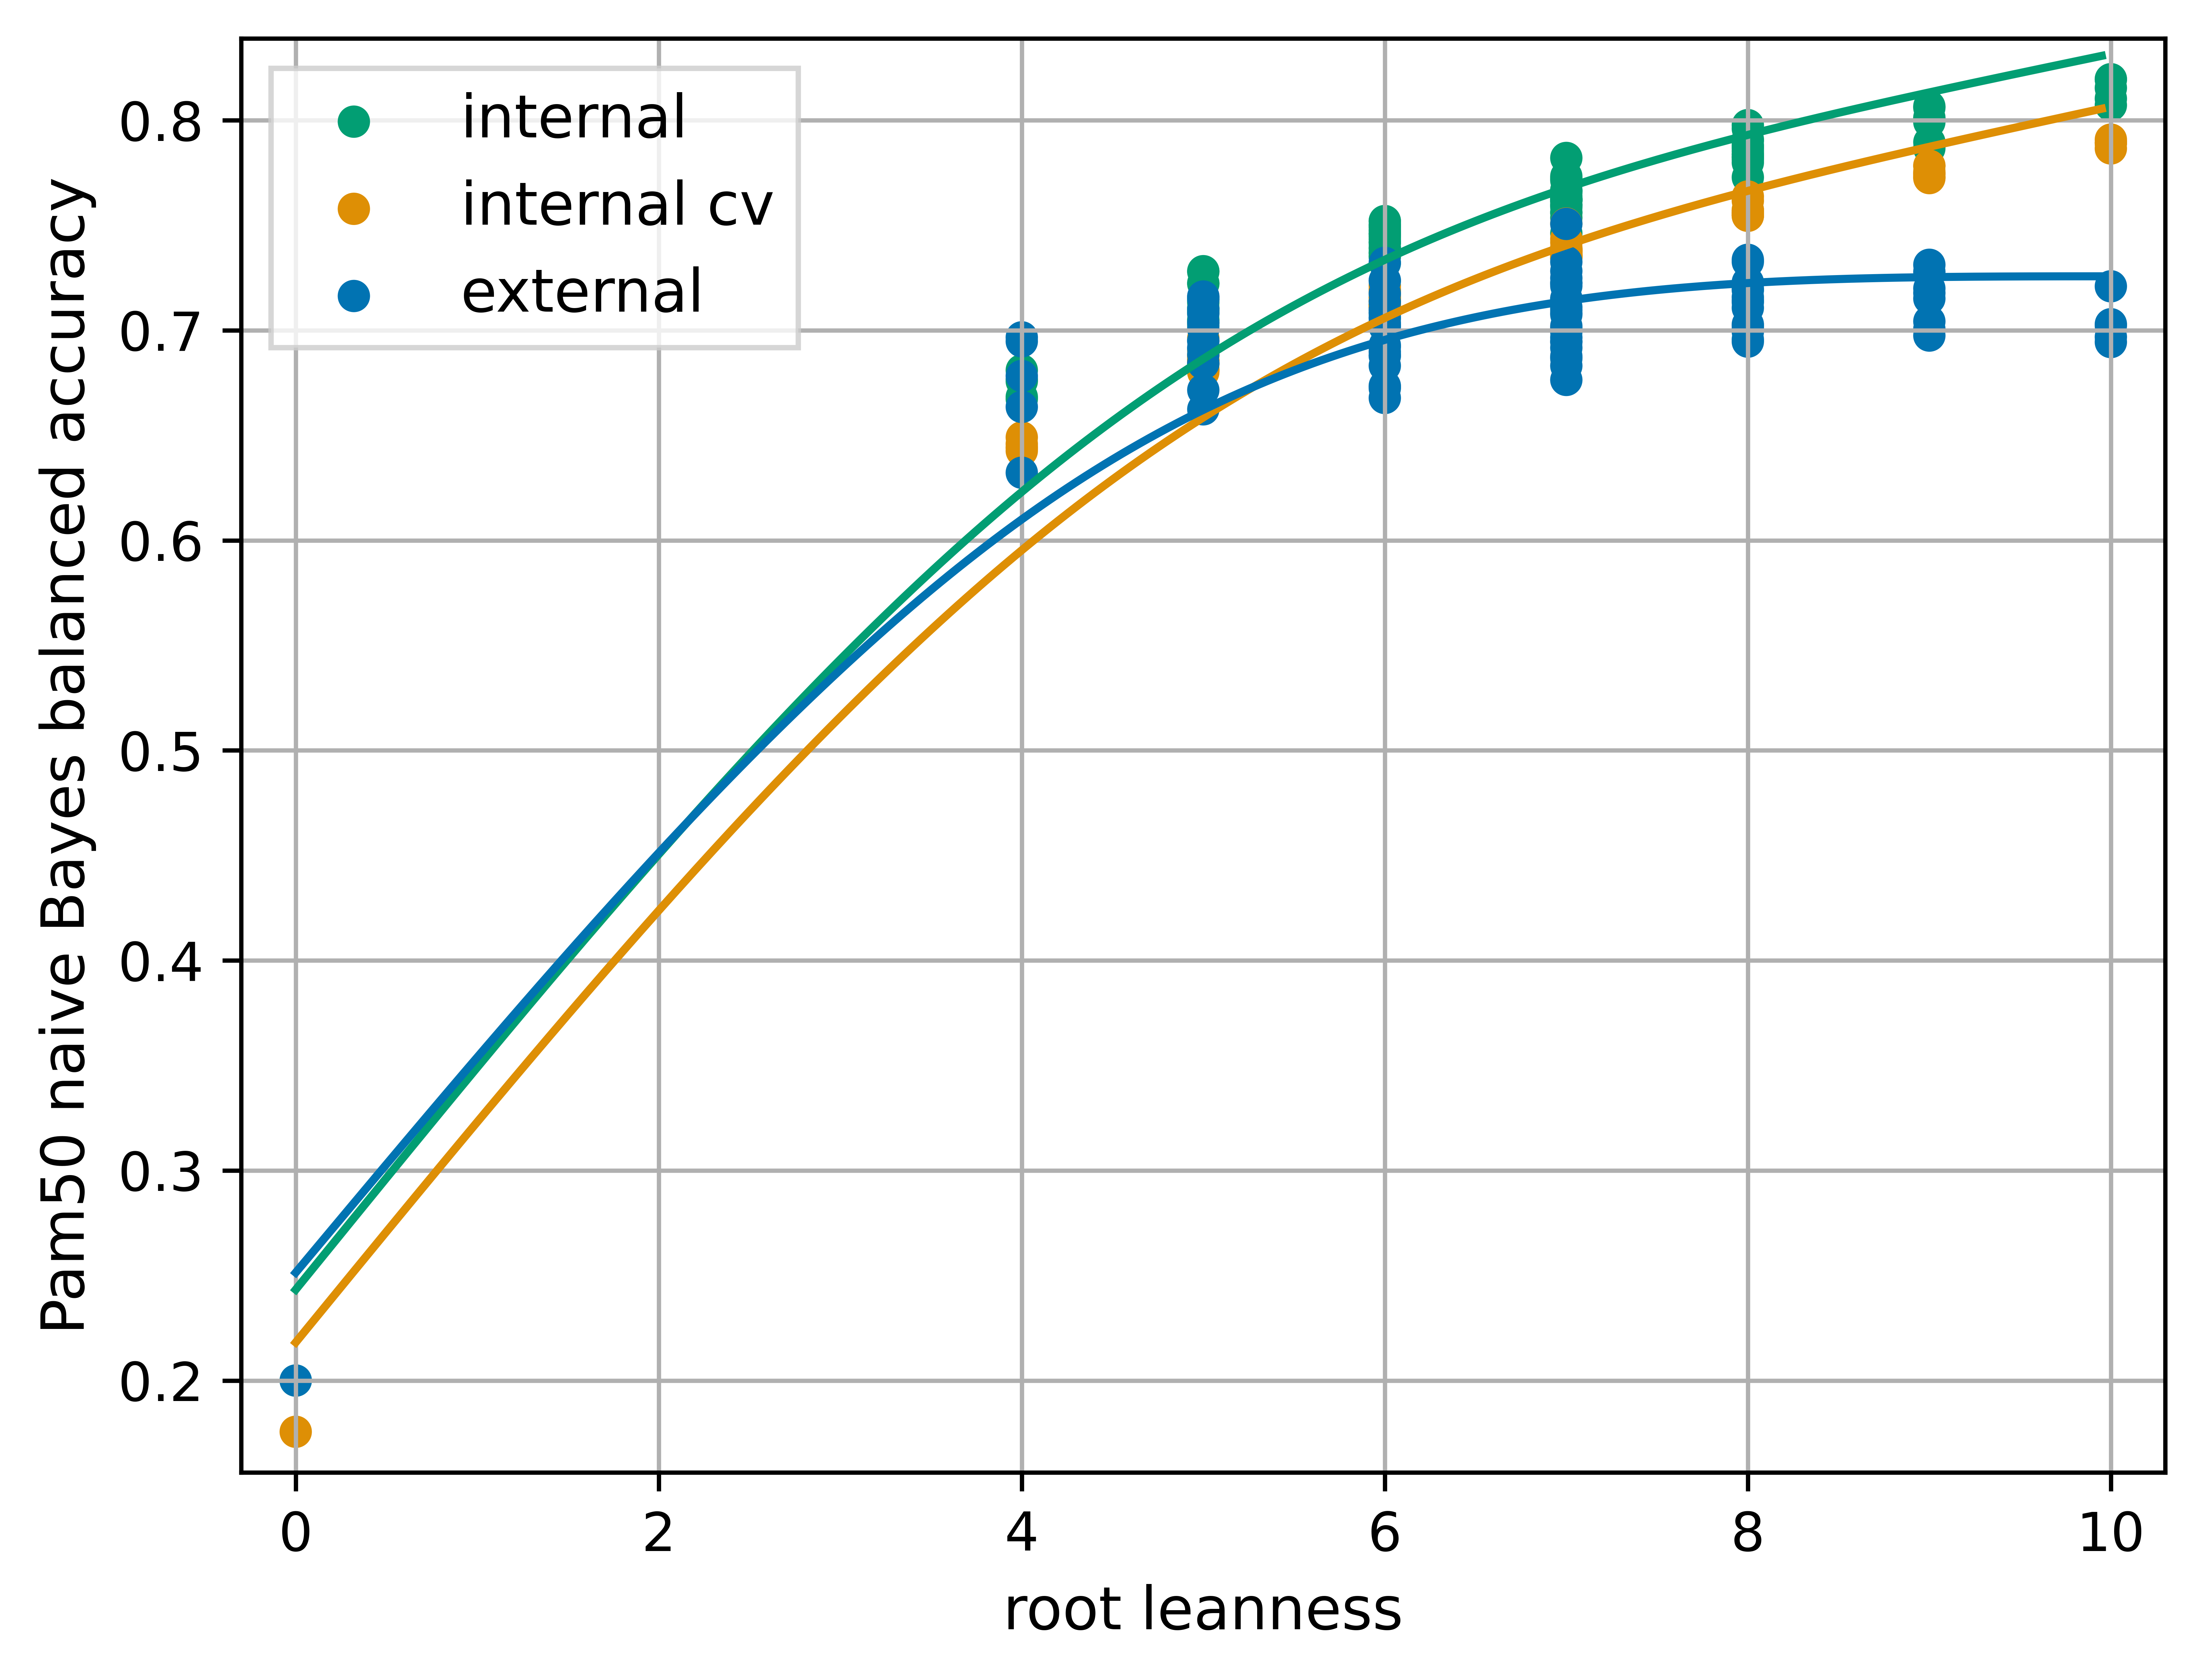 internal
internal cv
external
Pam50 naive Bayes balanced accuracy
0.8
0.7
0.6
0.5
0.4
0.3
0.2
0 2 4 6 8 10
root leanness